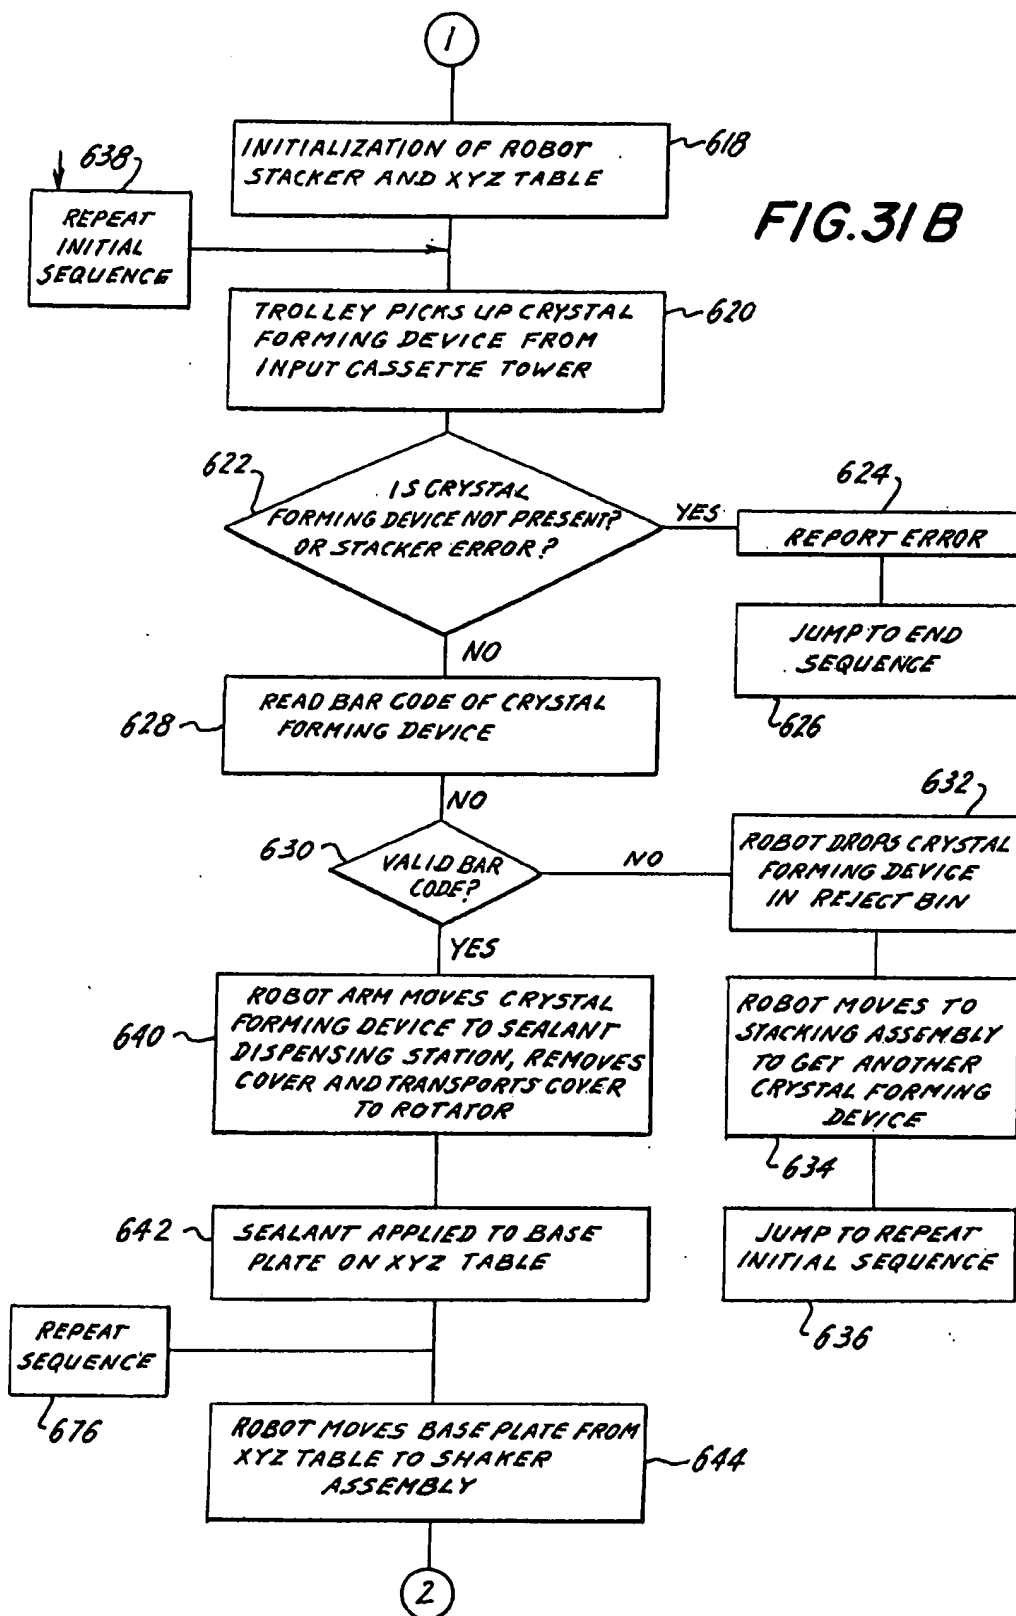 1
INITIALIZATION OF ROBOT
STACKER AND XYZ TABLE
618
638
REPEAT
INITIAL
SEQUENCE
FIG.31B
TROLLEY PICKS UP CRYSTAL
FORMING DEVICE FROM
INPUT CASSETTE TOWER
620
622
IS CRYSTAL
FORMING DEVICE NOT PRESENT?
OR STACKER ERROR?
YES
624
REPORT ERROR
JUMP TO END
SEQUENCE
626
NO
628
READ BAR CODE OF CRYSTAL
FORMING DEVICE
NO
630
VALID BAR
CODE?
NO
632
ROBOT DROPS CRYSTAL
FORMING DEVICE
IN REJECT BIN
YES
640
ROBOT ARM MOVES CRYSTAL
FORMING DEVICE TO SEALANT
DISPENSING STATION, REMOVES
COVER AND TRANSPORTS COVER
TO ROTATOR
ROBOT MOVES TO
STACKING ASSEMBLY
TO GET ANOTHER
CRYSTAL FORMING
DEVICE
634
642
SEALANT APPLIED TO BASE
PLATE ON XYZ TABLE
JUMP TO REPEAT
INITIAL SEQUENCE
636
REPEAT
SEQUENCE
676
ROBOT MOVES BASE PLATE FROM
XYZ TABLE TO SHAKER
ASSEMBLY
644
2